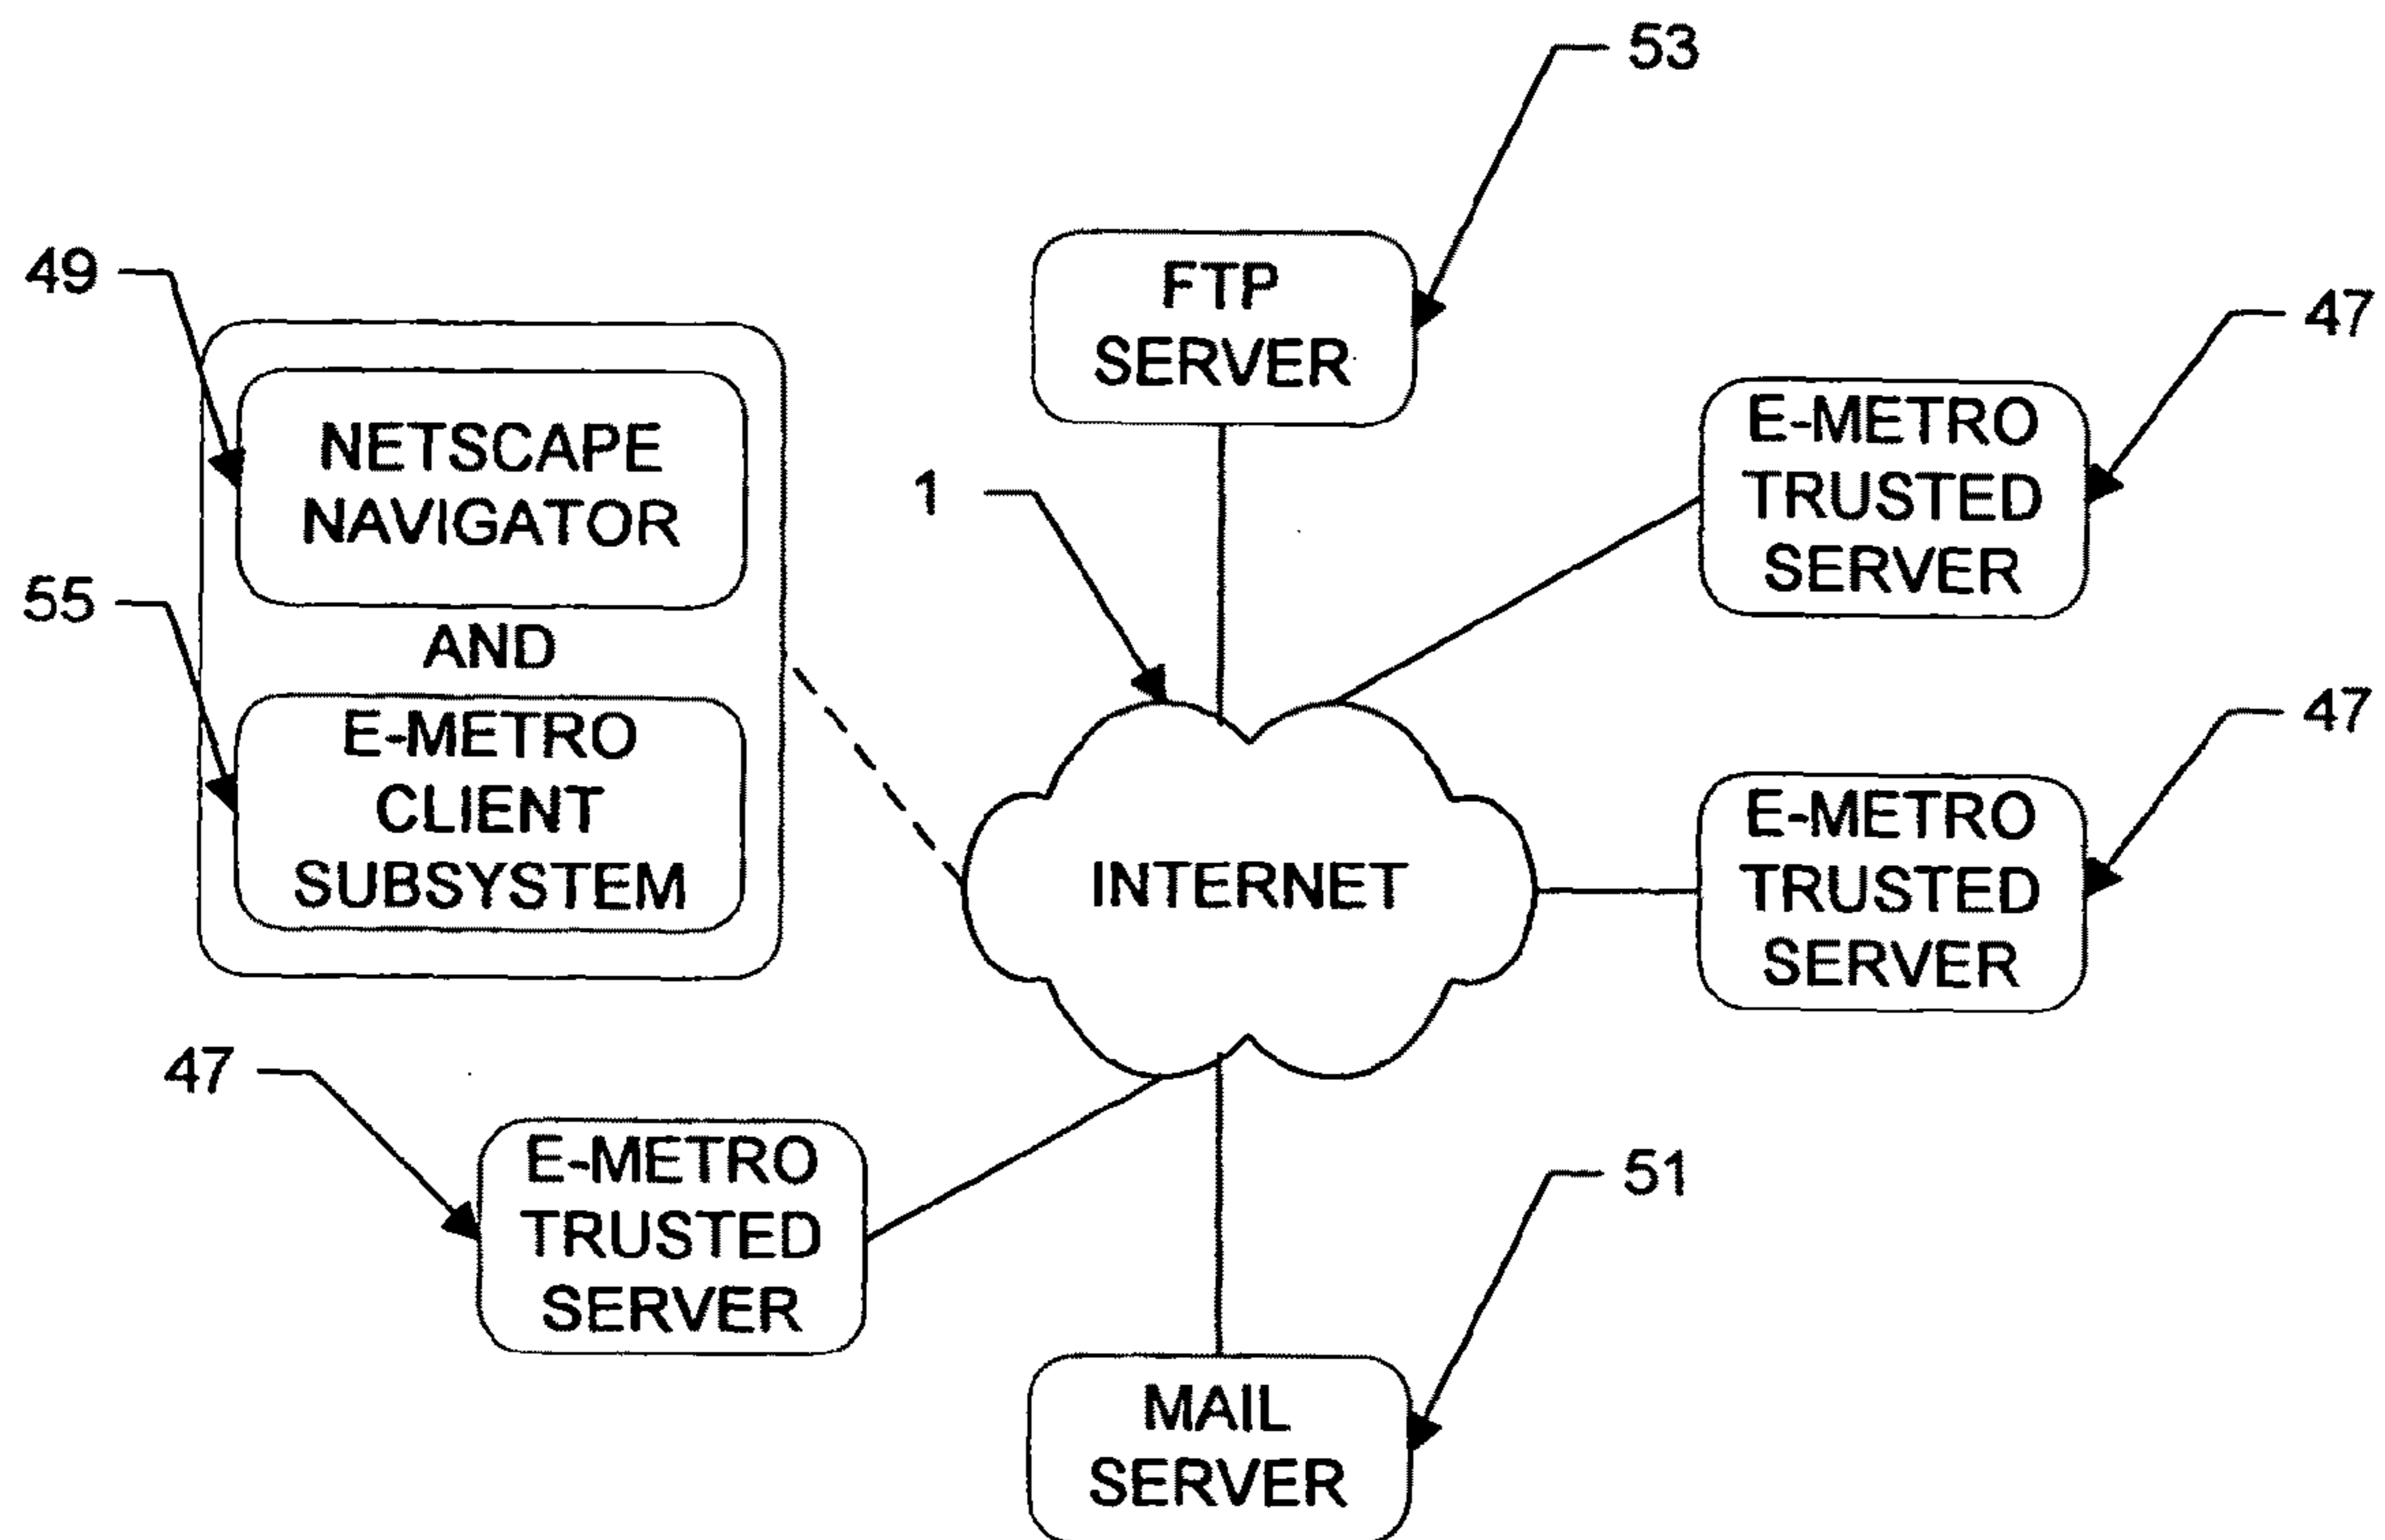 53
49
FTP
SERVER
47
NETSCAPE
NAVIGATOR
E-METRO
TRUSTED
SERVER
1
55
AND
E-METRO
CLIENT
SUBSYSTEM
47
E-METRO
TRUSTED
SERVER
INTERNET
47
E-METRO
TRUSTED
SERVER
51
MAIL
SERVER